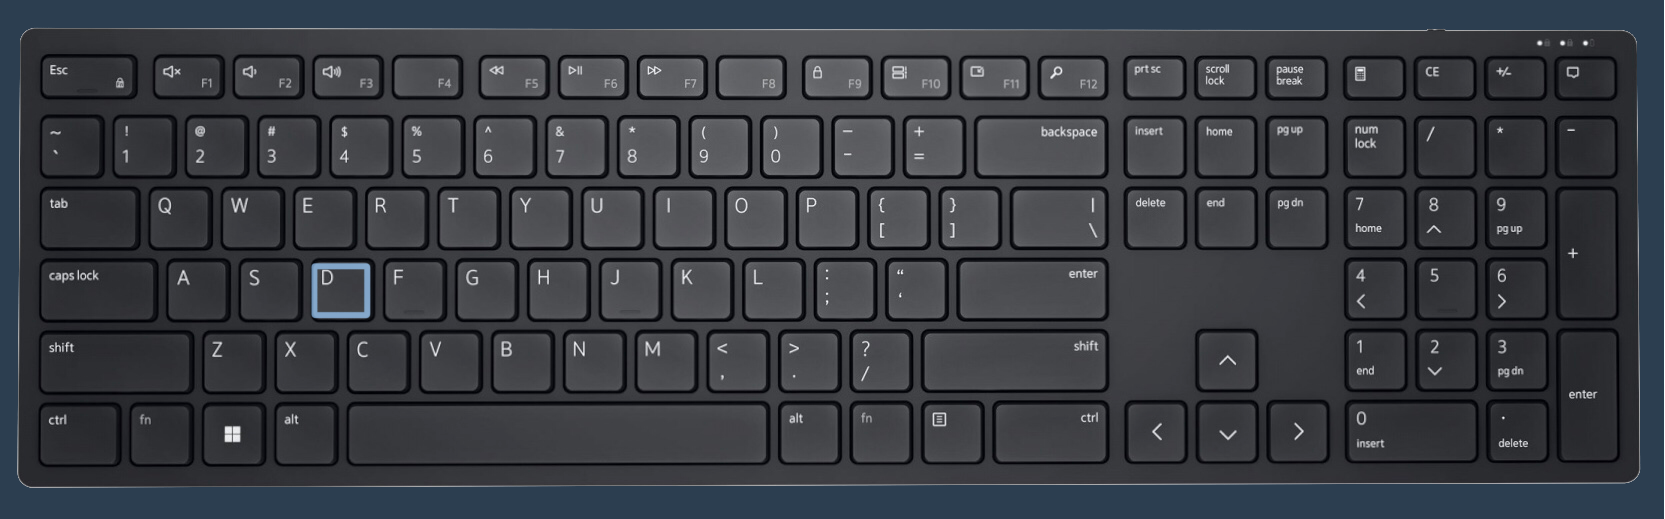 Esc F1 F2 F3 F4 F5 F6 F7 F8 F9 F10 F11 F12 prt sc scroll lock pause break CE +/-
~ ! @ # $ % ^ & * ( ) — + backspace insert home pg up num lock / * -
` 1 2 3 4 5 6 7 8 9 0 - =
tab Q W E R T Y U I O P { } | delete end pg dn 7 8 9
[ ] \ home pg up +
caps lock A S D F G H J K L : “ enter 4 5 6
; ‘ < >
shift Z X C V B N M < > ? shift 1 2 3
, . / end pg dn enter
ctrl fn alt alt fn ctrl 0 .
insert delete